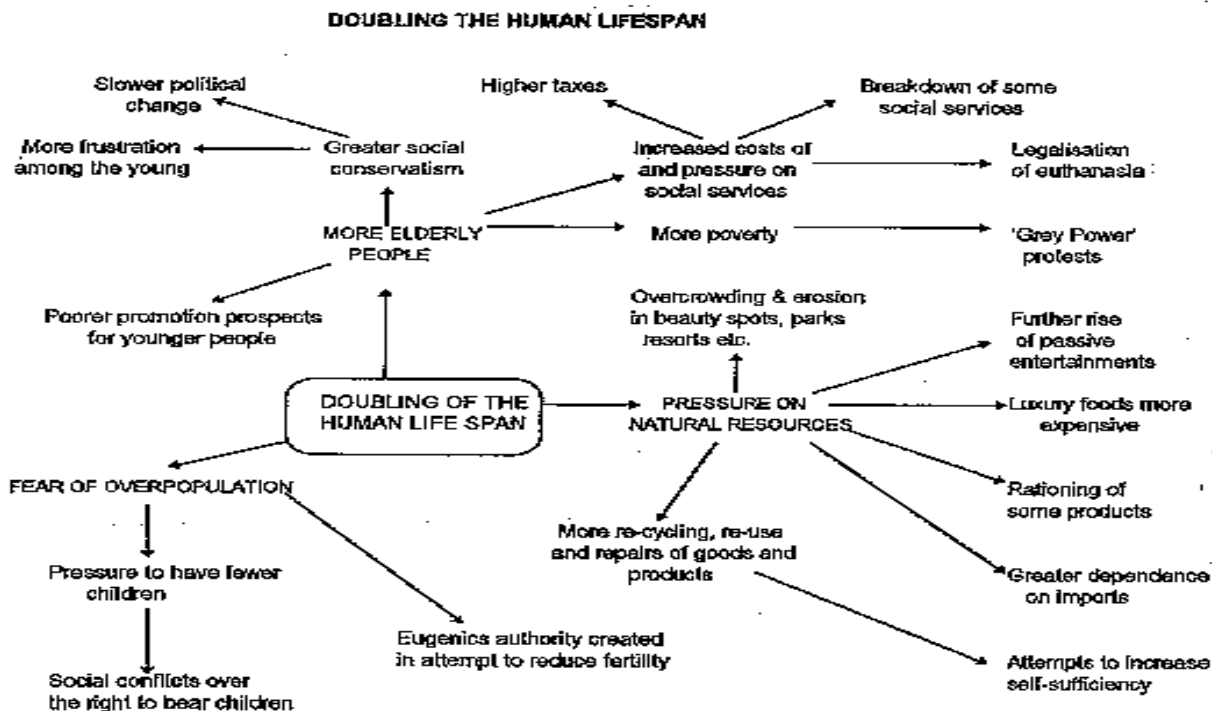 DOUBLING THE HUMAN LIFESPAN
Slower political
change
Higher taxes
Breakdown of some
social services
More frustration
among the young
Greater social
conservatism
Increased costs of
and pressure on
social services
Legalisation
of euthanasia
MORE ELDERLY
PEOPLE
More poverty
'Grey Power'
protests
Poorer promotion prospects
for younger people
Overcrowding & erosion
in beauty spots, parks
resorts etc.
Further rise
of passive
entertainments
DOUBLING OF THE
HUMAN LIFE SPAN
PRESSURE ON
NATURAL RESOURCES
Luxury foods more
expensive
FEAR OF OVERPOPULATION
Rationing of
some products
More re-cycling, re-use
and repairs of goods and
products
Pressure to have fewer
children
Greater dependence
on imports
Eugenics authority created
in attempt to reduce fertility
Attempts to increase
self-sufficiency
Social conflicts over
the right to bear children